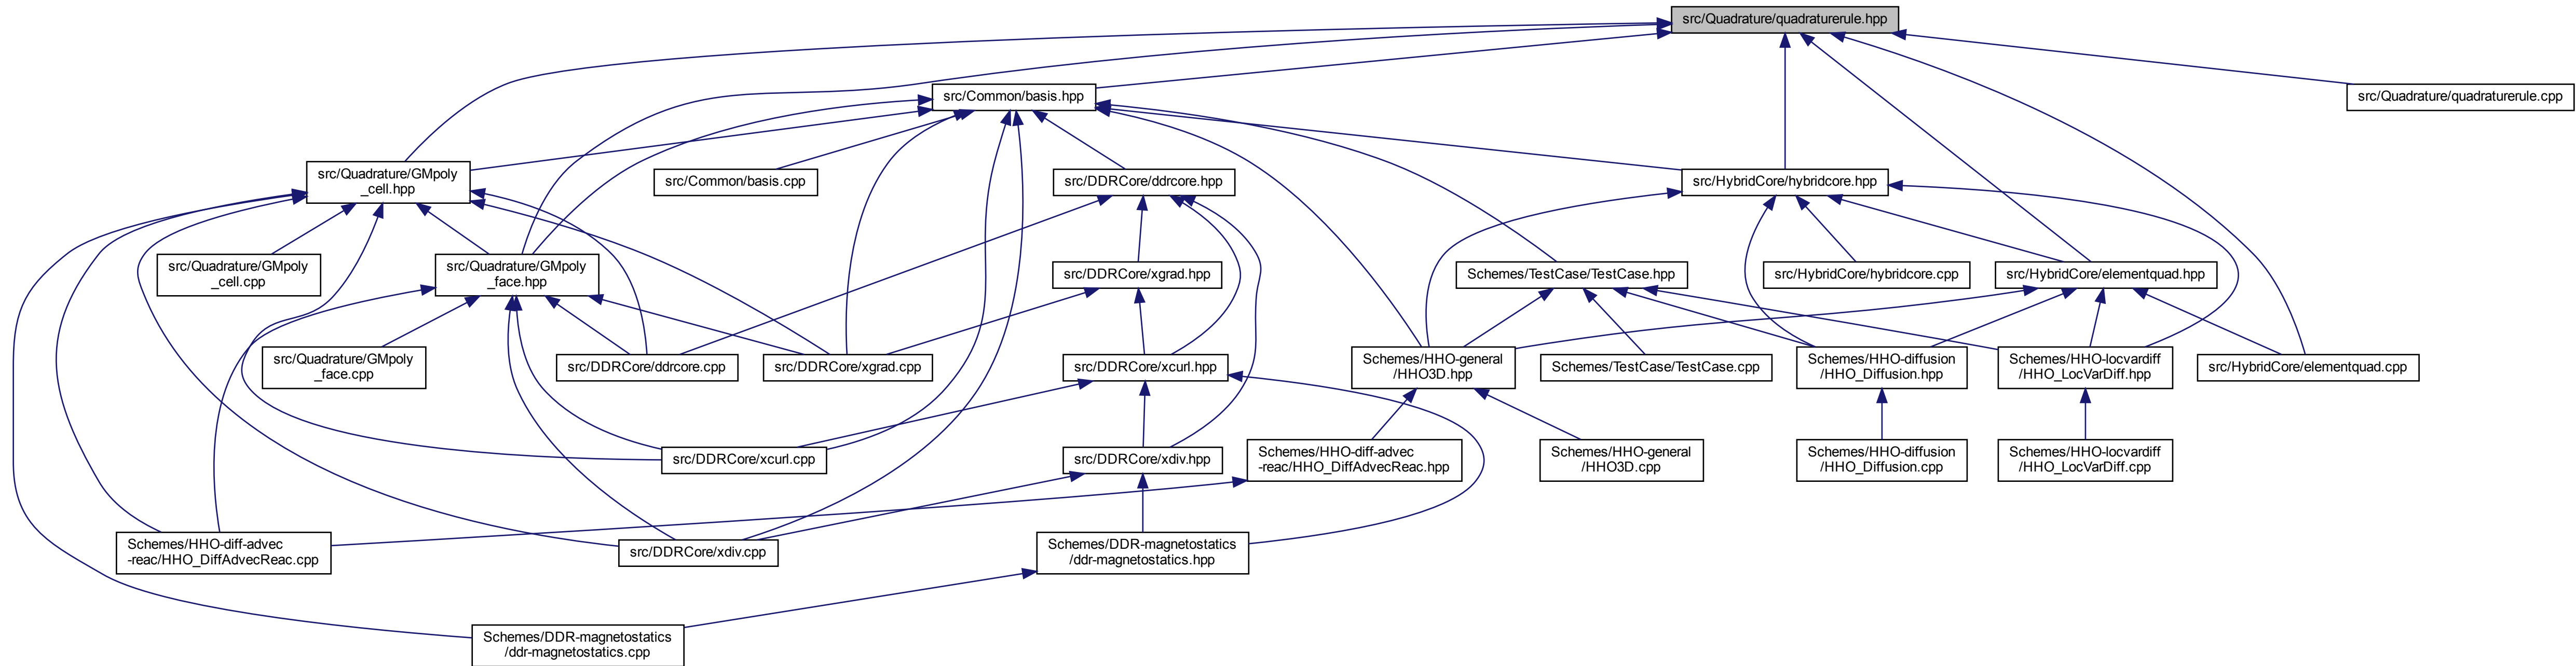 src/Quadrature/quadraturerule.hpp
src/Common/basis.hpp
src/Quadrature/quadraturerule.cpp
src/Quadrature/GMpoly
_cell.hpp
src/Common/basis.cpp
src/DDRCore/ddrcore.hpp
src/HybridCore/hybridcore.hpp
src/Quadrature/GMpoly
_cell.cpp
src/Quadrature/GMpoly
_face.hpp
src/DDRCore/xgrad.hpp
Schemes/TestCase/TestCase.hpp
src/HybridCore/hybridcore.cpp
src/HybridCore/elementquad.hpp
src/Quadrature/GMpoly
_face.cpp
src/DDRCore/ddrcore.cpp
src/DDRCore/xgrad.cpp
src/DDRCore/xcurl.hpp
Schemes/HHO-general
/HHO3D.hpp
Schemes/TestCase/TestCase.cpp
Schemes/HHO-diffusion
/HHO_Diffusion.hpp
Schemes/HHO-locvardiff
/HHO_LocVarDiff.hpp
src/HybridCore/elementquad.cpp
src/DDRCore/xcurl.cpp
src/DDRCore/xdiv.hpp
Schemes/HHO-diff-advec
-reac/HHO_DiffAdvecReac.hpp
Schemes/HHO-general
/HHO3D.cpp
Schemes/HHO-diffusion
/HHO_Diffusion.cpp
Schemes/HHO-locvardiff
/HHO_LocVarDiff.cpp
Schemes/HHO-diff-advec
-reac/HHO_DiffAdvecReac.cpp
src/DDRCore/xdiv.cpp
Schemes/DDR-magnetostatics
/ddr-magnetostatics.hpp
Schemes/DDR-magnetostatics
/ddr-magnetostatics.cpp